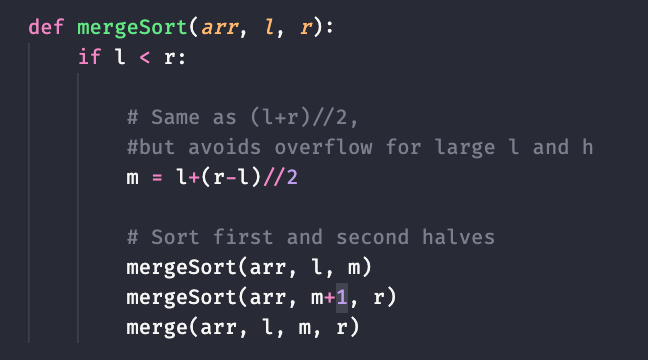 def mergeSort(arr, l, r):
    if l < r:
        # Same as (l+r)//2,
        #but avoids overflow for large l and h
        m = l+(r-l)//2
        # Sort first and second halves
        mergeSort(arr, l, m)
        mergeSort(arr, m+1, r)
        merge(arr, l, m, r)